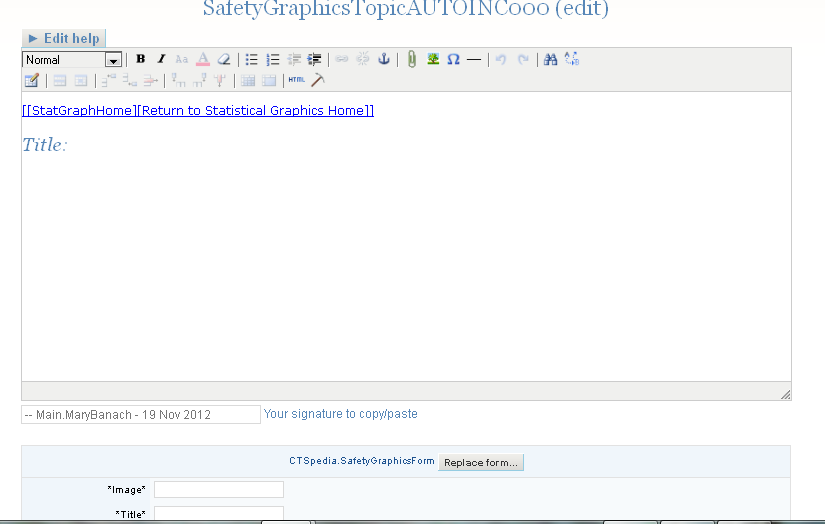 SafetyGraphicsTopicAUTOINC000 (edit)
► Edit help
Normal
B I Aa A Ω —
HTML
[[StatGraphHome][Return to Statistical Graphics Home]]
Title:
-- Main.MaryBanach - 19 Nov 2012 Your signature to copy/paste
CTSpedia.SafetyGraphicsForm Replace form...
*Image*
*Title*